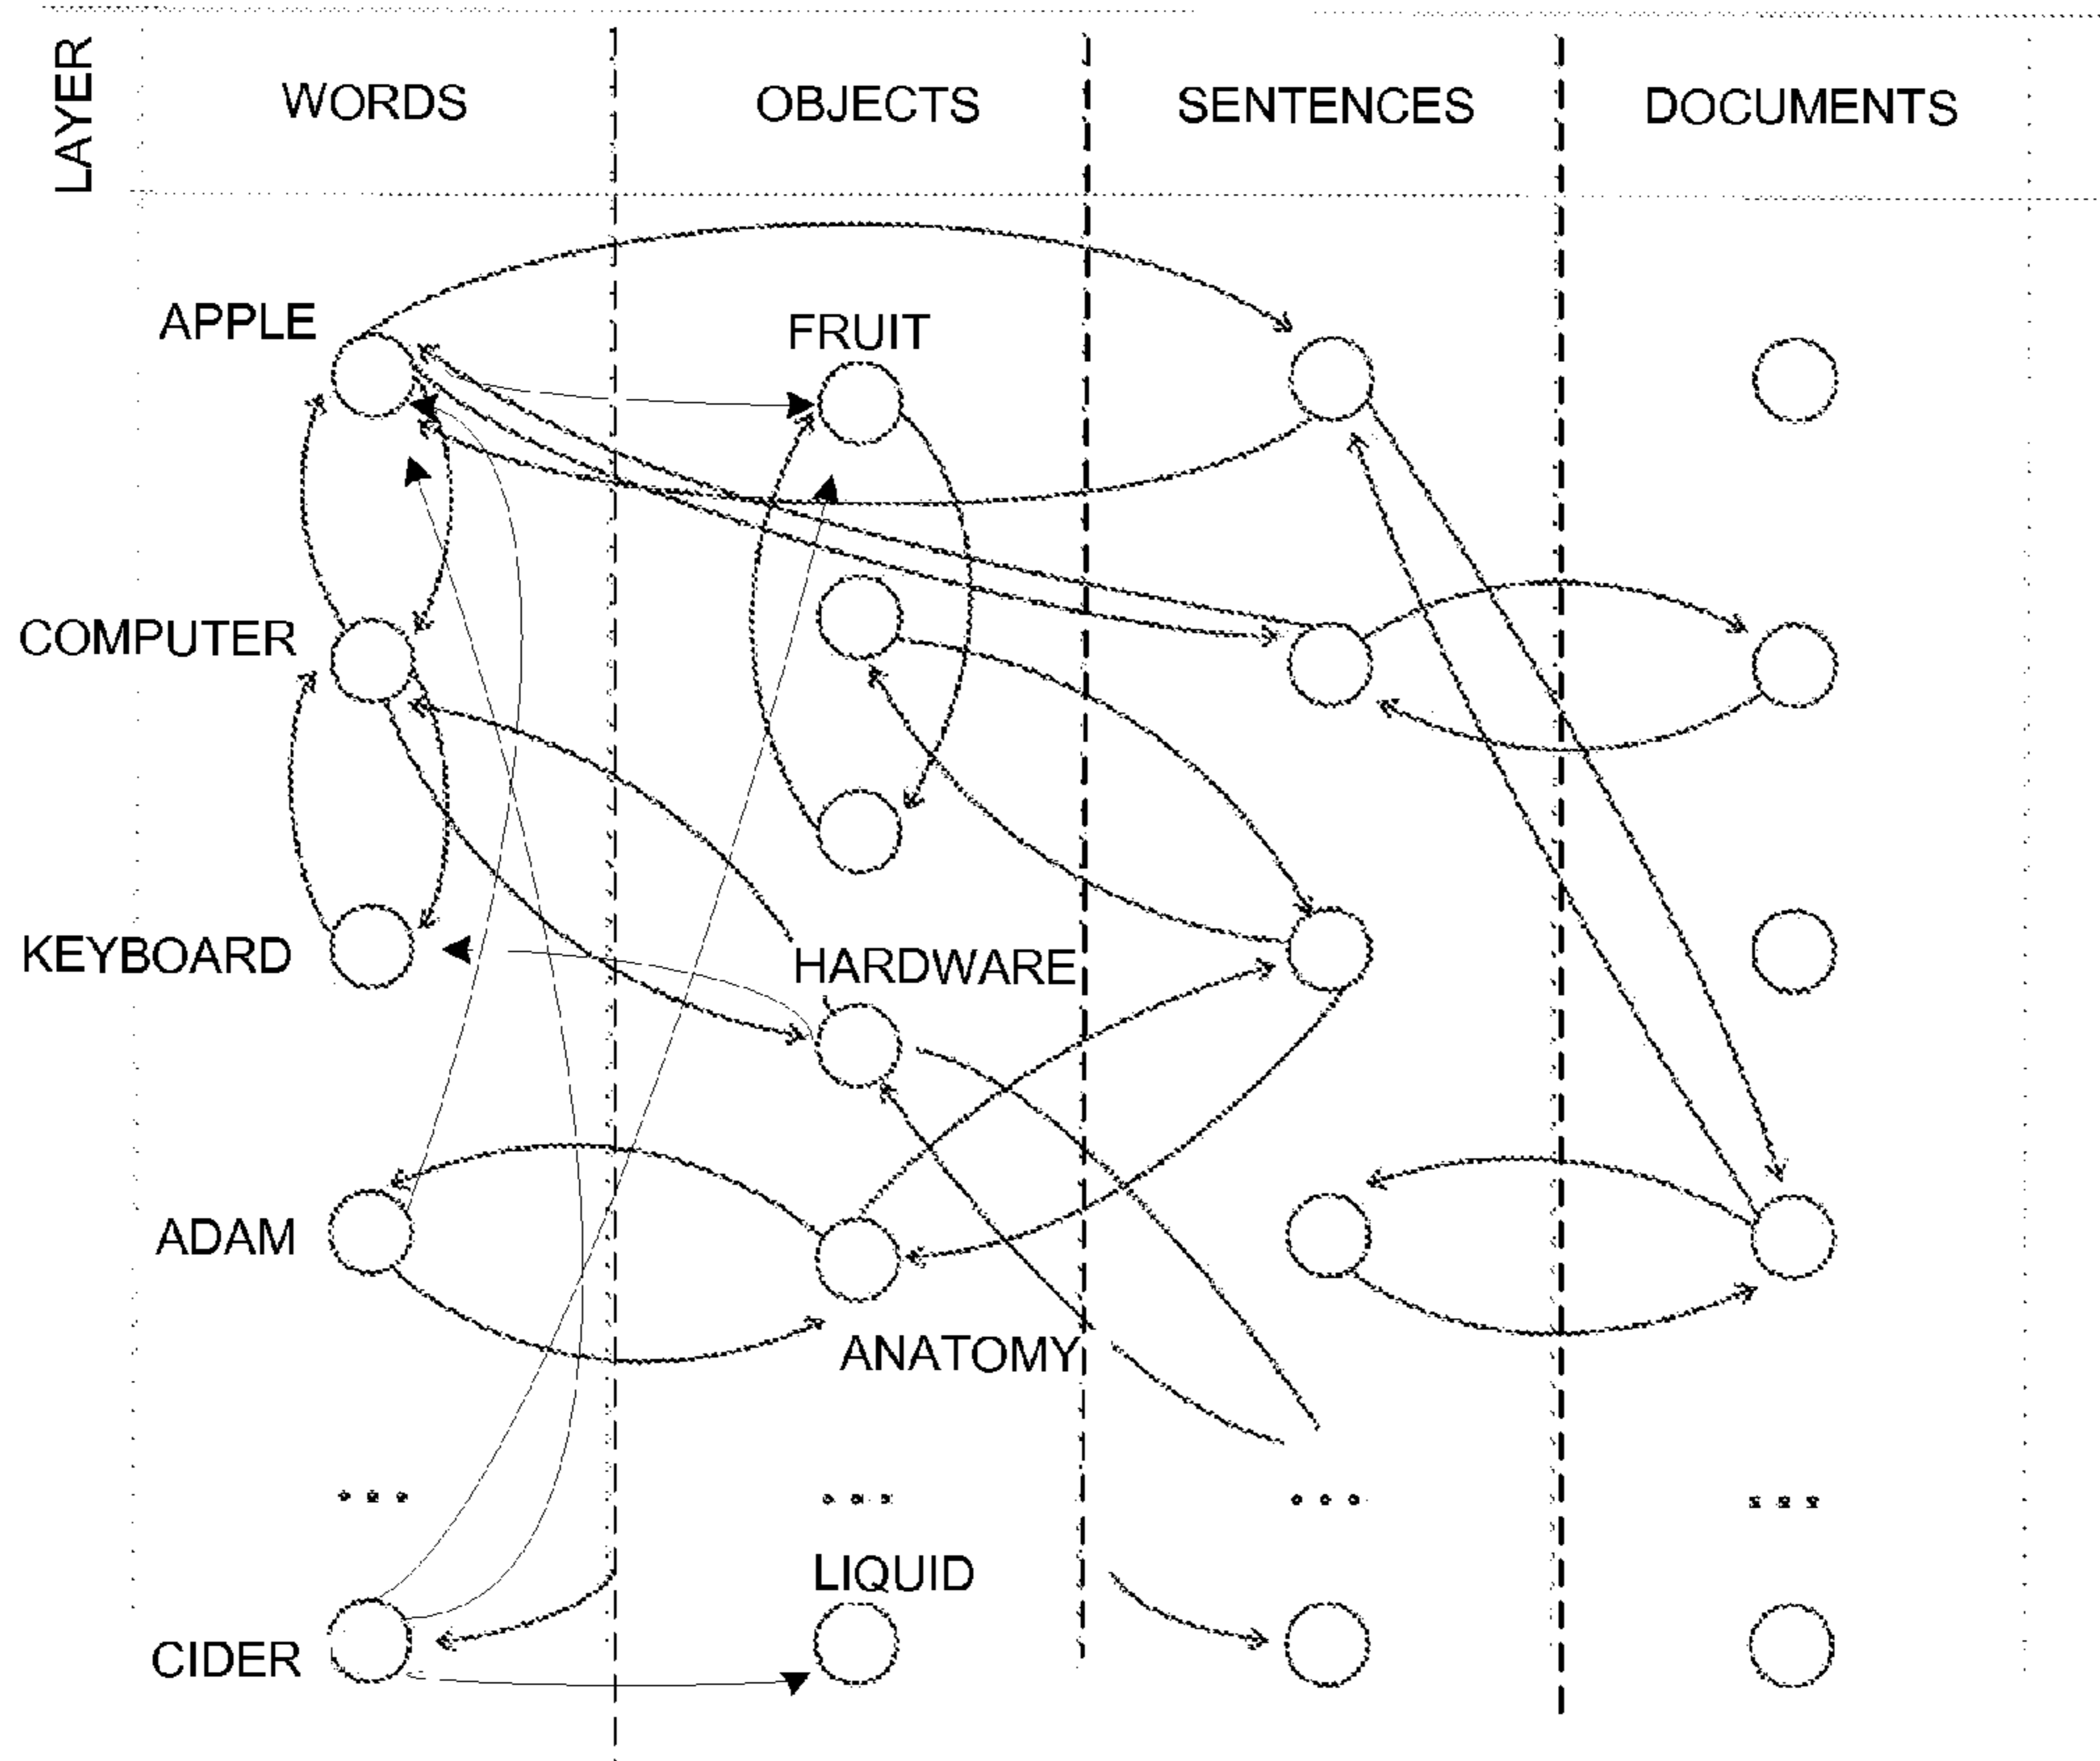 LAYER
WORDS OBJECTS SENTENCES DOCUMENTS
APPLE FRUIT
COMPUTER
KEYBOARD HARDWARE
ADAM
ANATOMY
... ... ... ...
LIQUID
CIDER